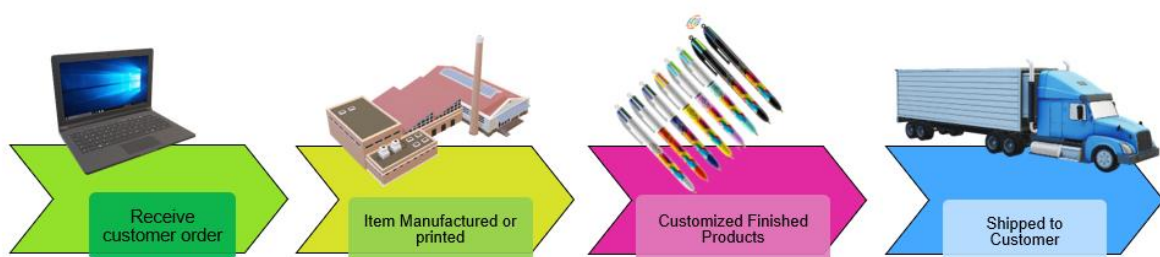 Receive
customer order
Item Manufactured or
printed
Customized Finished
Products
Shipped to
Customer